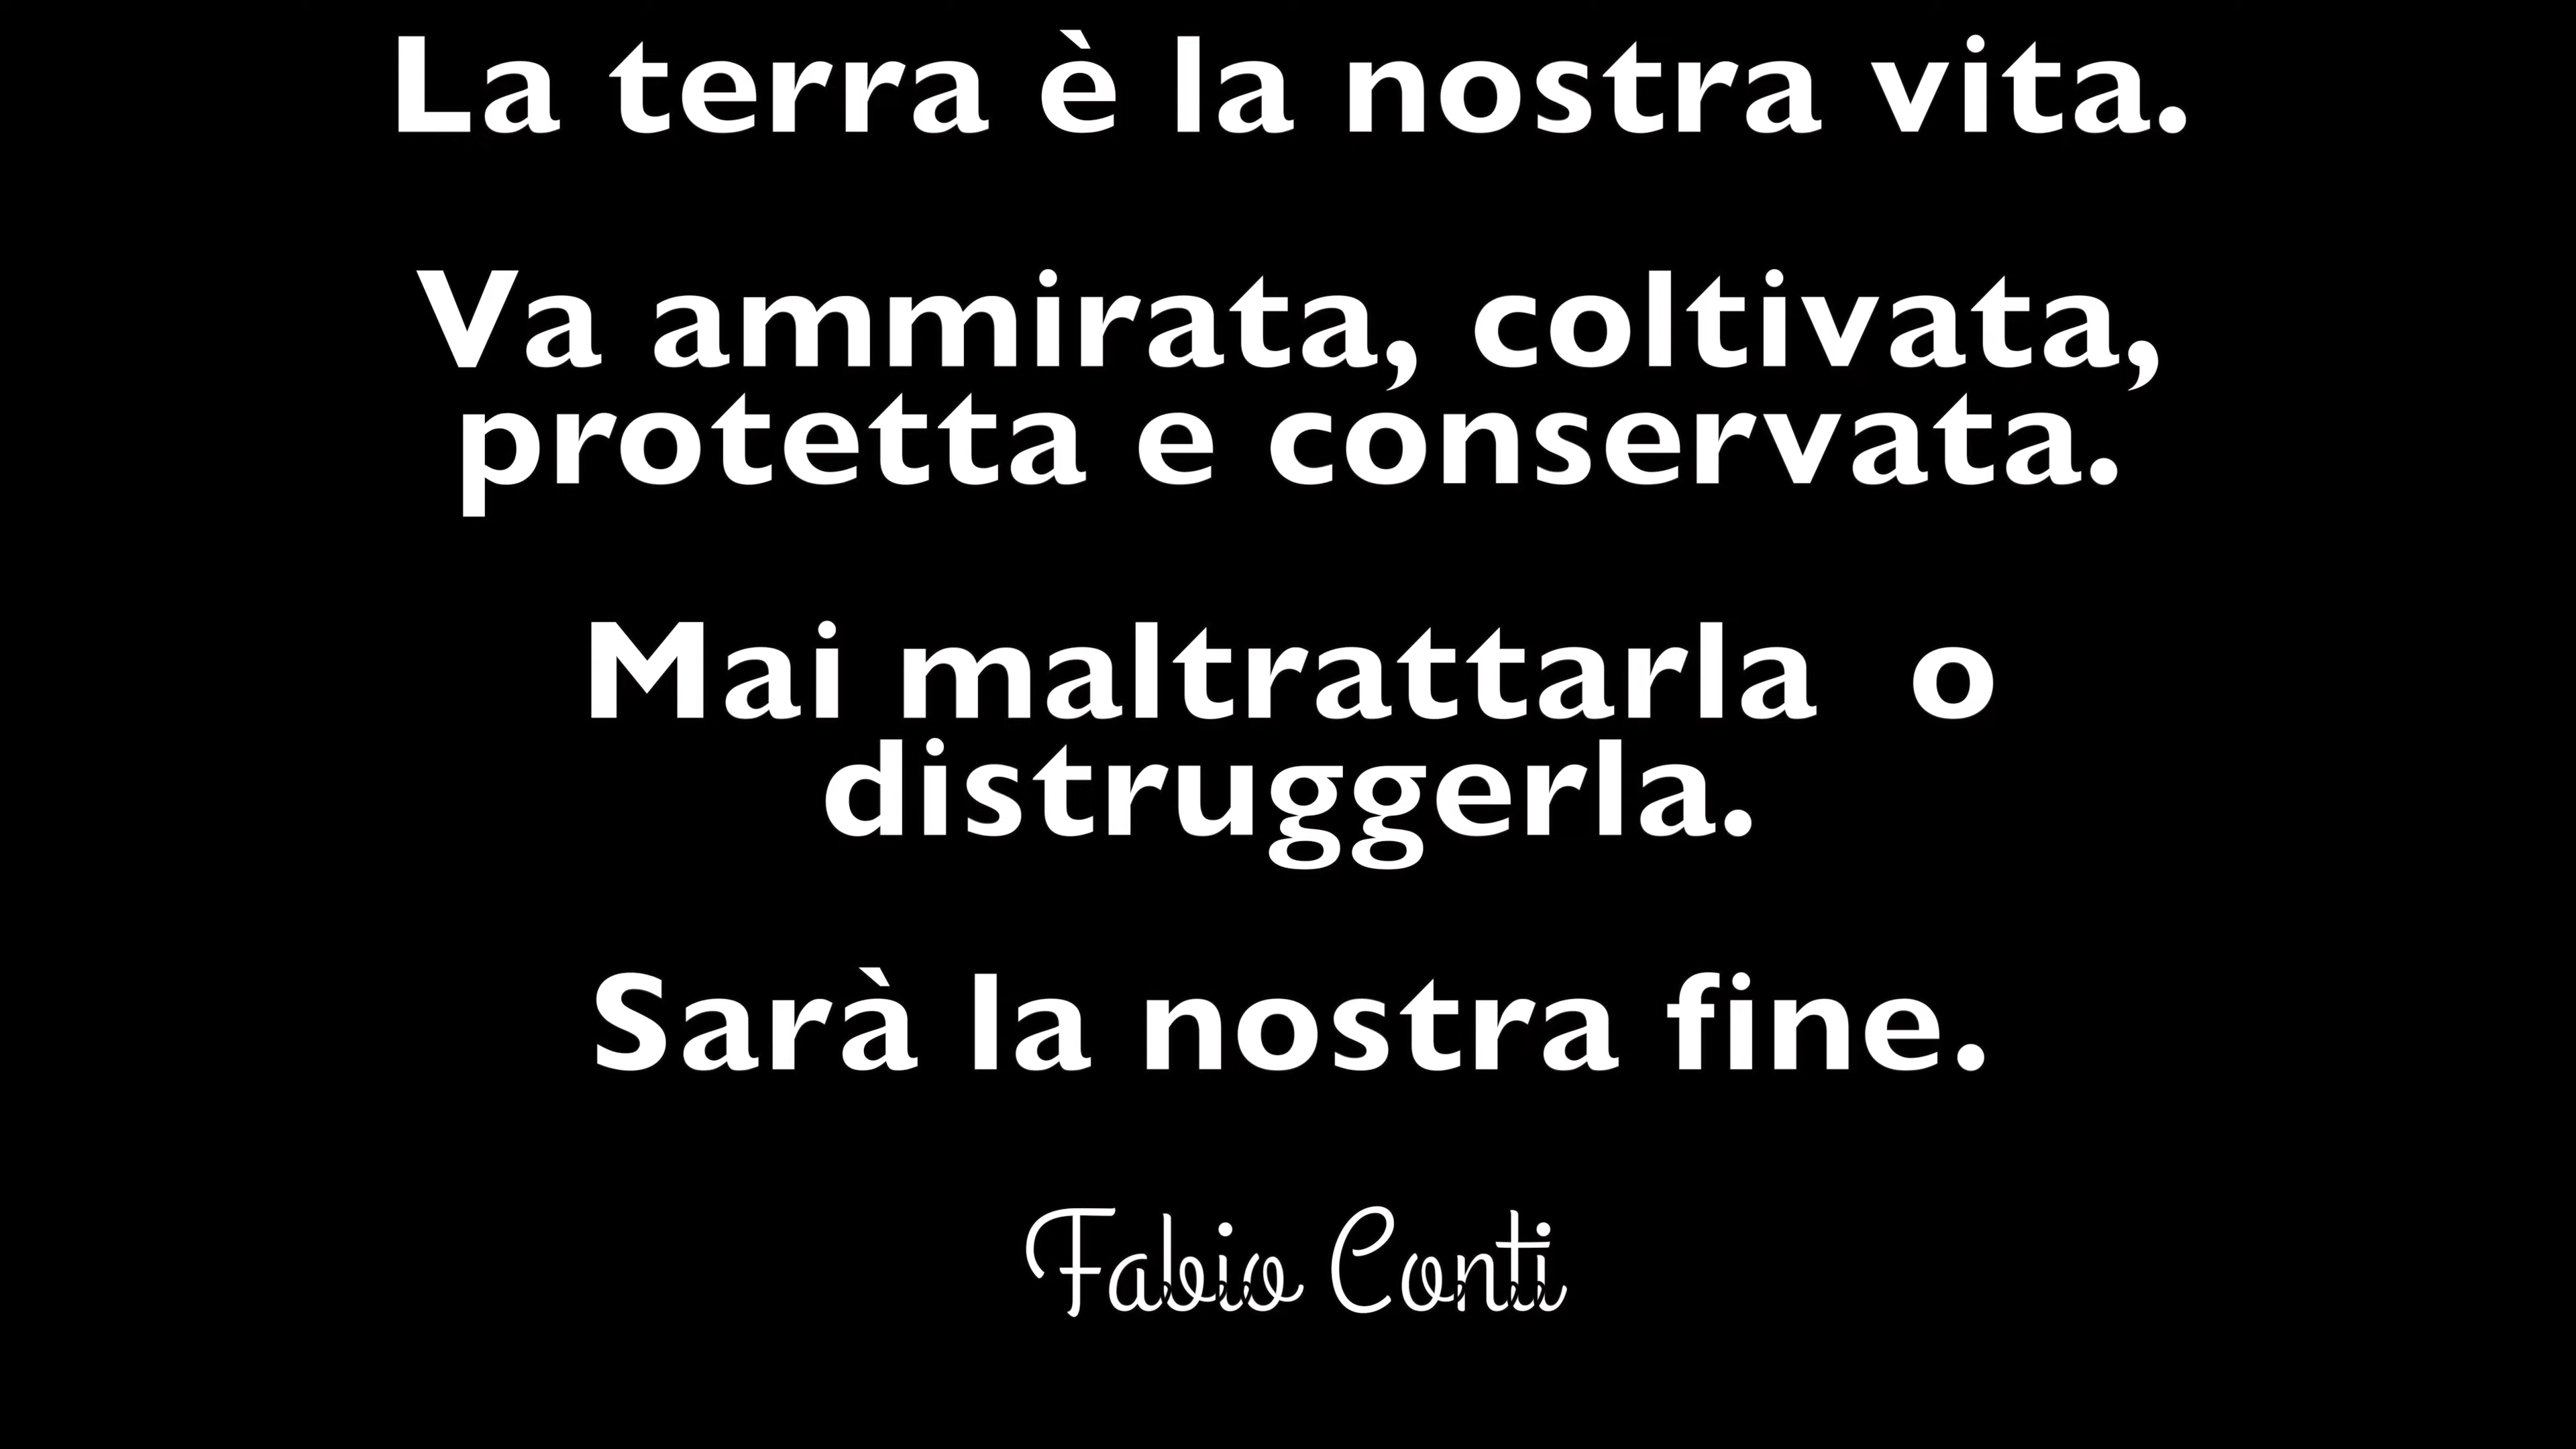 La terra è la nostra vita.
Va ammirata, coltivata,
protetta e conservata.
Mai maltrattarla  o
distruggerla.
Sarà la nostra fine.
Fabio Conti